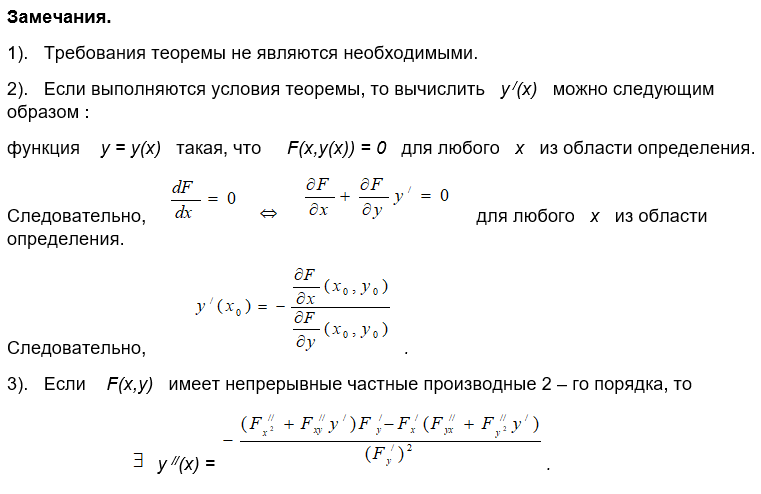 Замечания.
1). Требования теоремы не являются необходимыми.
2). Если выполняются условия теоремы, то вычислить y′(x) можно следующим
образом :
функция y = y(x) такая, что F(x,y(x)) = 0 для любого x из области определения.
Следовательно, dF/dx = 0 ⇔ ∂F/∂x + ∂F/∂y y′ = 0 для любого x из области
определения.
Следовательно, y′(x₀) = − (∂F/∂x (x₀, y₀)) / (∂F/∂y (x₀, y₀)) .
3). Если F(x,y) имеет непрерывные частные производные 2 – го порядка, то
∃ y″(x) = − ((F″_{x²} + F″_{xy} y′)F′_y − F′_x (F″_{yx} + F″_{y²} y′)) / (F′_y)² .